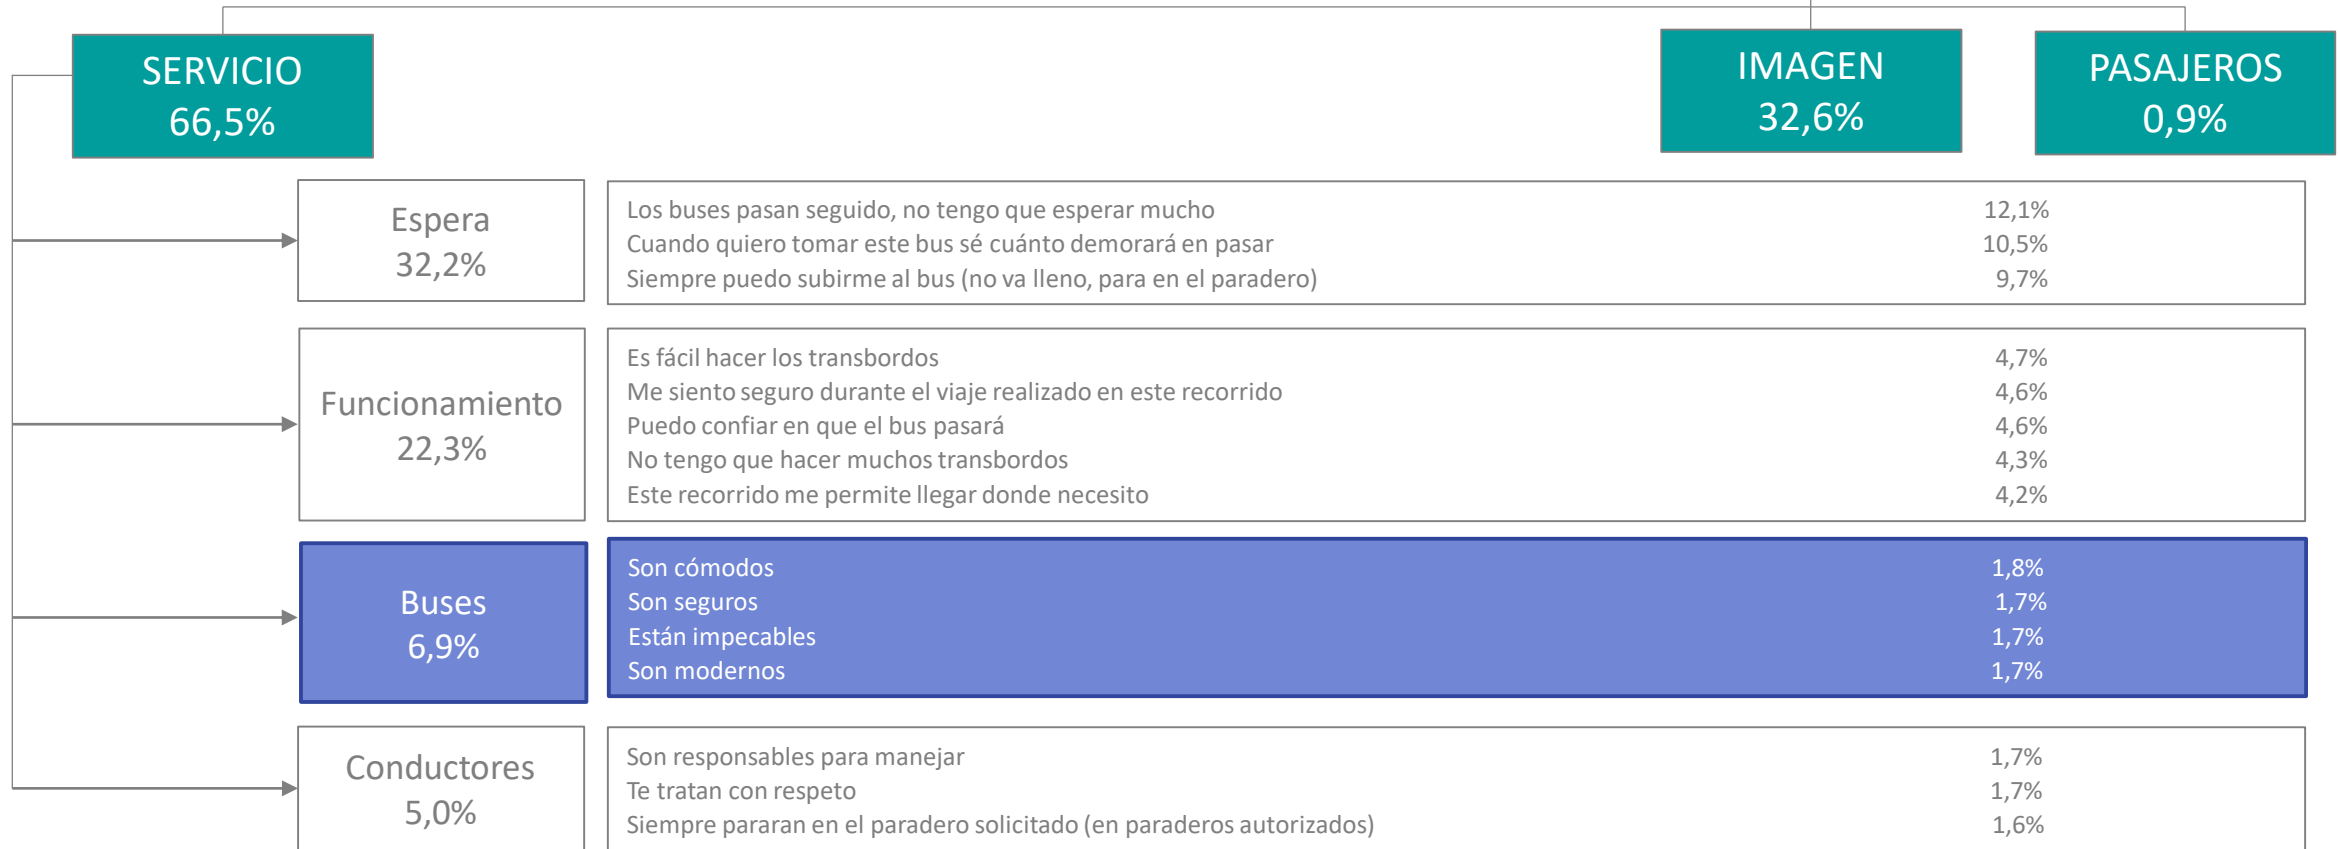 SERVICIO
66,5%
IMAGEN
32,6%
PASAJEROS
0,9%
Espera
32,2%
Los buses pasan seguido, no tengo que esperar mucho 12,1%
Cuando quiero tomar este bus sé cuánto demorará en pasar 10,5%
Siempre puedo subirme al bus (no va lleno, para en el paradero) 9,7%
Funcionamiento
22,3%
Es fácil hacer los transbordos 4,7%
Me siento seguro durante el viaje realizado en este recorrido 4,6%
Puedo confiar en que el bus pasará 4,6%
No tengo que hacer muchos transbordos 4,3%
Este recorrido me permite llegar donde necesito 4,2%
Buses
6,9%
Son cómodos 1,8%
Son seguros 1,7%
Están impecables 1,7%
Son modernos 1,7%
Conductores
5,0%
Son responsables para manejar 1,7%
Te tratan con respeto 1,7%
Siempre pararan en el paradero solicitado (en paraderos autorizados) 1,6%